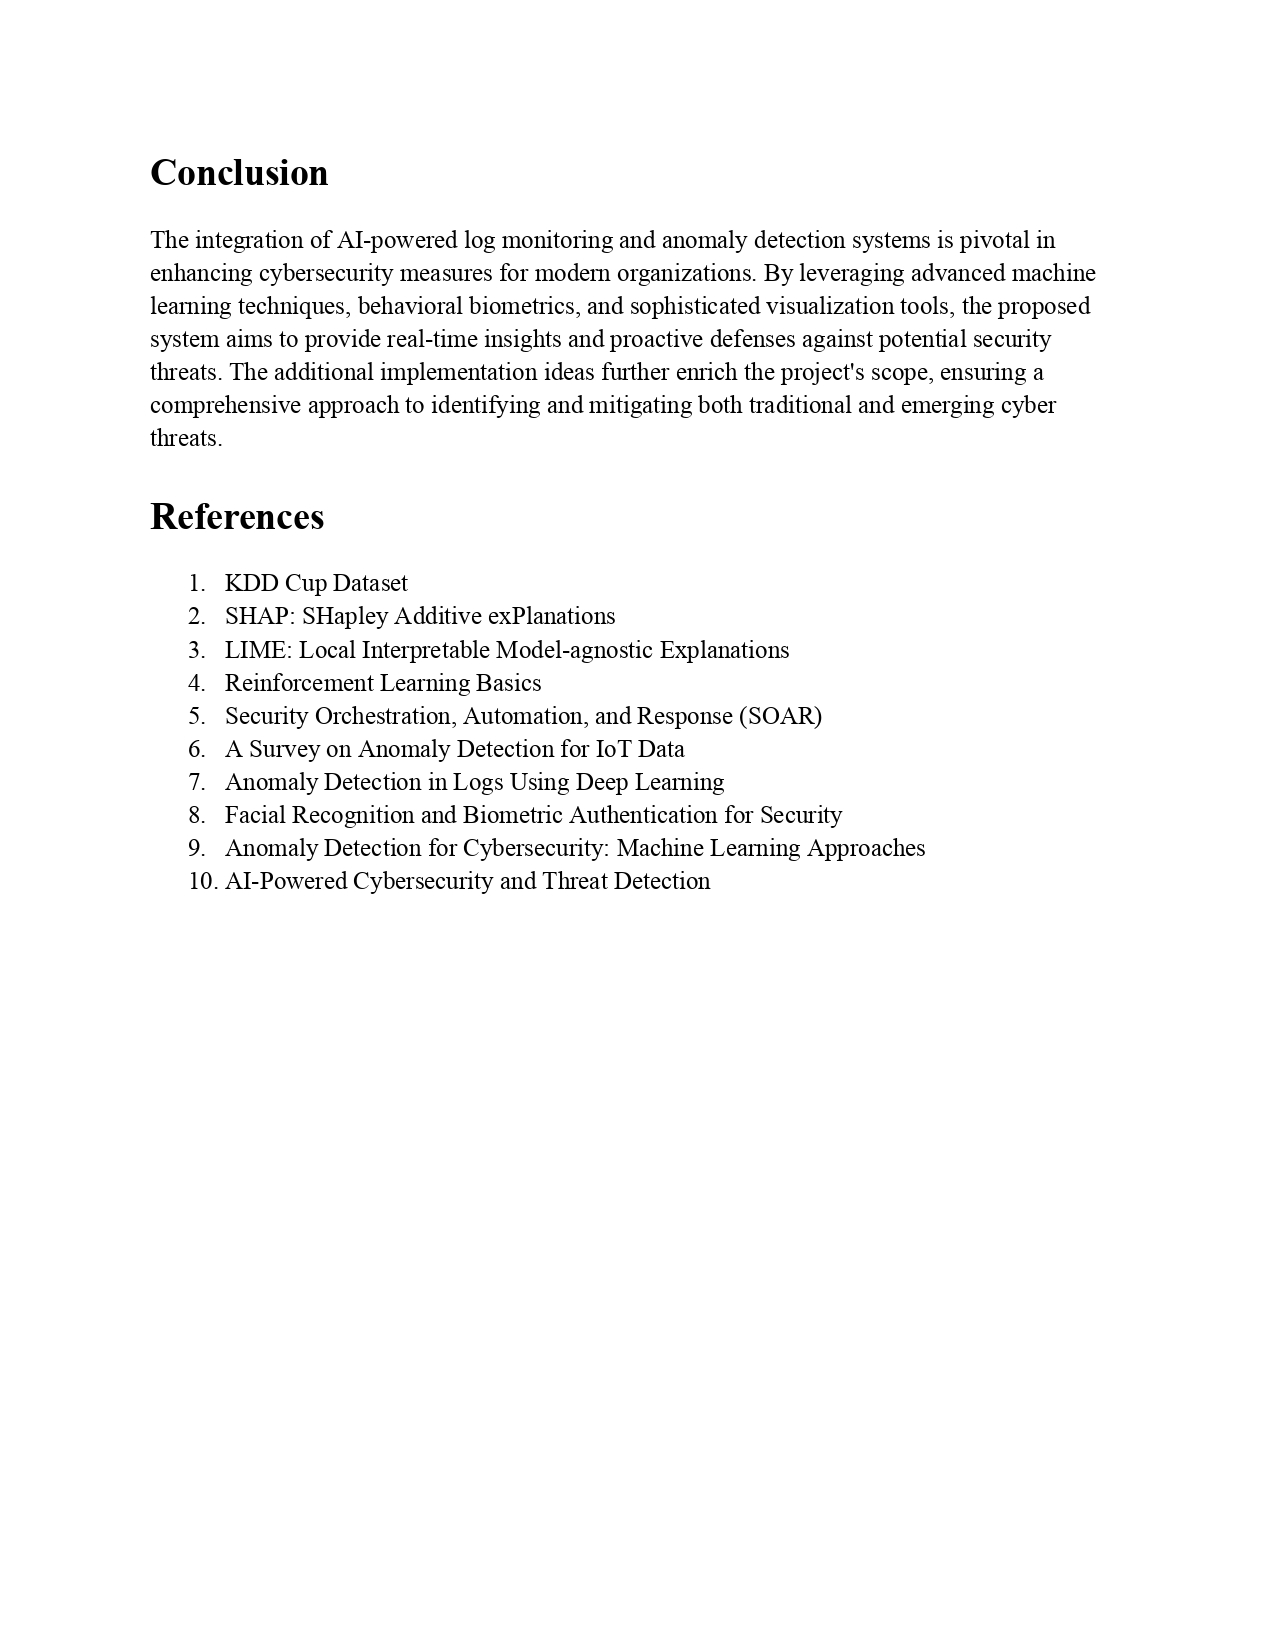 Conclusion
The integration of AI-powered log monitoring and anomaly detection systems is pivotal in
enhancing cybersecurity measures for modern organizations. By leveraging advanced machine
learning techniques, behavioral biometrics, and sophisticated visualization tools, the proposed
system aims to provide real-time insights and proactive defenses against potential security
threats. The additional implementation ideas further enrich the project's scope, ensuring a
comprehensive approach to identifying and mitigating both traditional and emerging cyber
threats.
References
1. KDD Cup Dataset
2. SHAP: SHapley Additive exPlanations
3. LIME: Local Interpretable Model-agnostic Explanations
4. Reinforcement Learning Basics
5. Security Orchestration, Automation, and Response (SOAR)
6. A Survey on Anomaly Detection for IoT Data
7. Anomaly Detection in Logs Using Deep Learning
8. Facial Recognition and Biometric Authentication for Security
9. Anomaly Detection for Cybersecurity: Machine Learning Approaches
10. AI-Powered Cybersecurity and Threat Detection